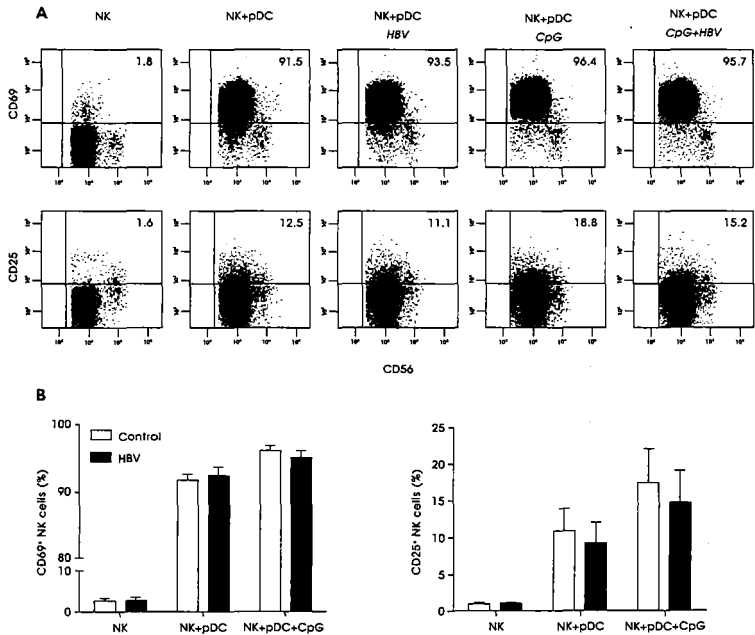 A
NK
NK+pDC
NK+pDC
HBV
NK+pDC
CpG
NK+pDC
CpG+HBV
1.8
91.5
93.5
96.4
95.7
CD69
1.6
12.5
11.1
18.8
15.2
CD25
CD56
B
100
90
80
10
0
CD69⁺ NK cells (%)
Control
HBV
NK
NK+pDC
NK+pDC+CpG
25
20
15
10
5
0
CD25⁺ NK cells (%)
NK
NK+pDC
NK+pDC+CpG